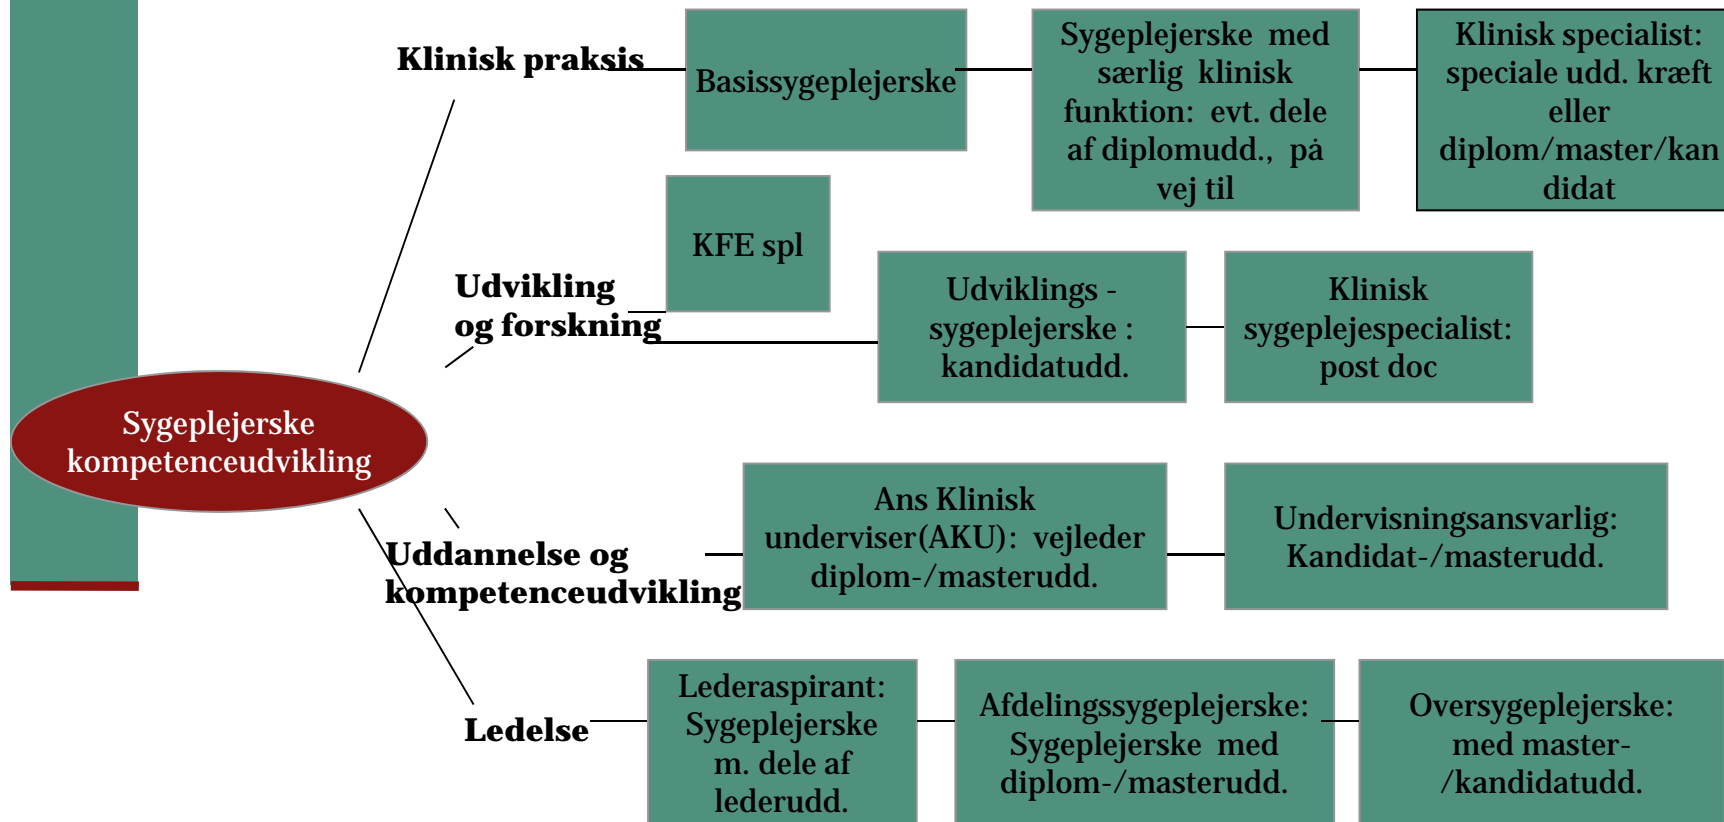 Klinisk praksis
Basissygeplejerske
Sygeplejerske med
særlig klinisk
funktion: evt. dele
af diplomudd., på
vej til
Klinisk specialist:
speciale udd. kræft
eller
diplom/master/kan
didat
Udvikling
og forskning
KFE spl
Udviklings -
sygeplejerske :
kandidatudd.
Klinisk
sygeplejespecialist:
post doc
Sygeplejerske
kompetenceudvikling
Uddannelse og
kompetenceudvikling
Ans Klinisk
underviser(AKU): vejleder
diplom-/masterudd.
Undervisningsansvarlig:
Kandidat-/masterudd.
Ledelse
Lederaspirant:
Sygeplejerske
m. dele af
lederudd.
Afdelingssygeplejerske:
Sygeplejerske med
diplom-/masterudd.
Oversygeplejerske:
med master-
/kandidatudd.